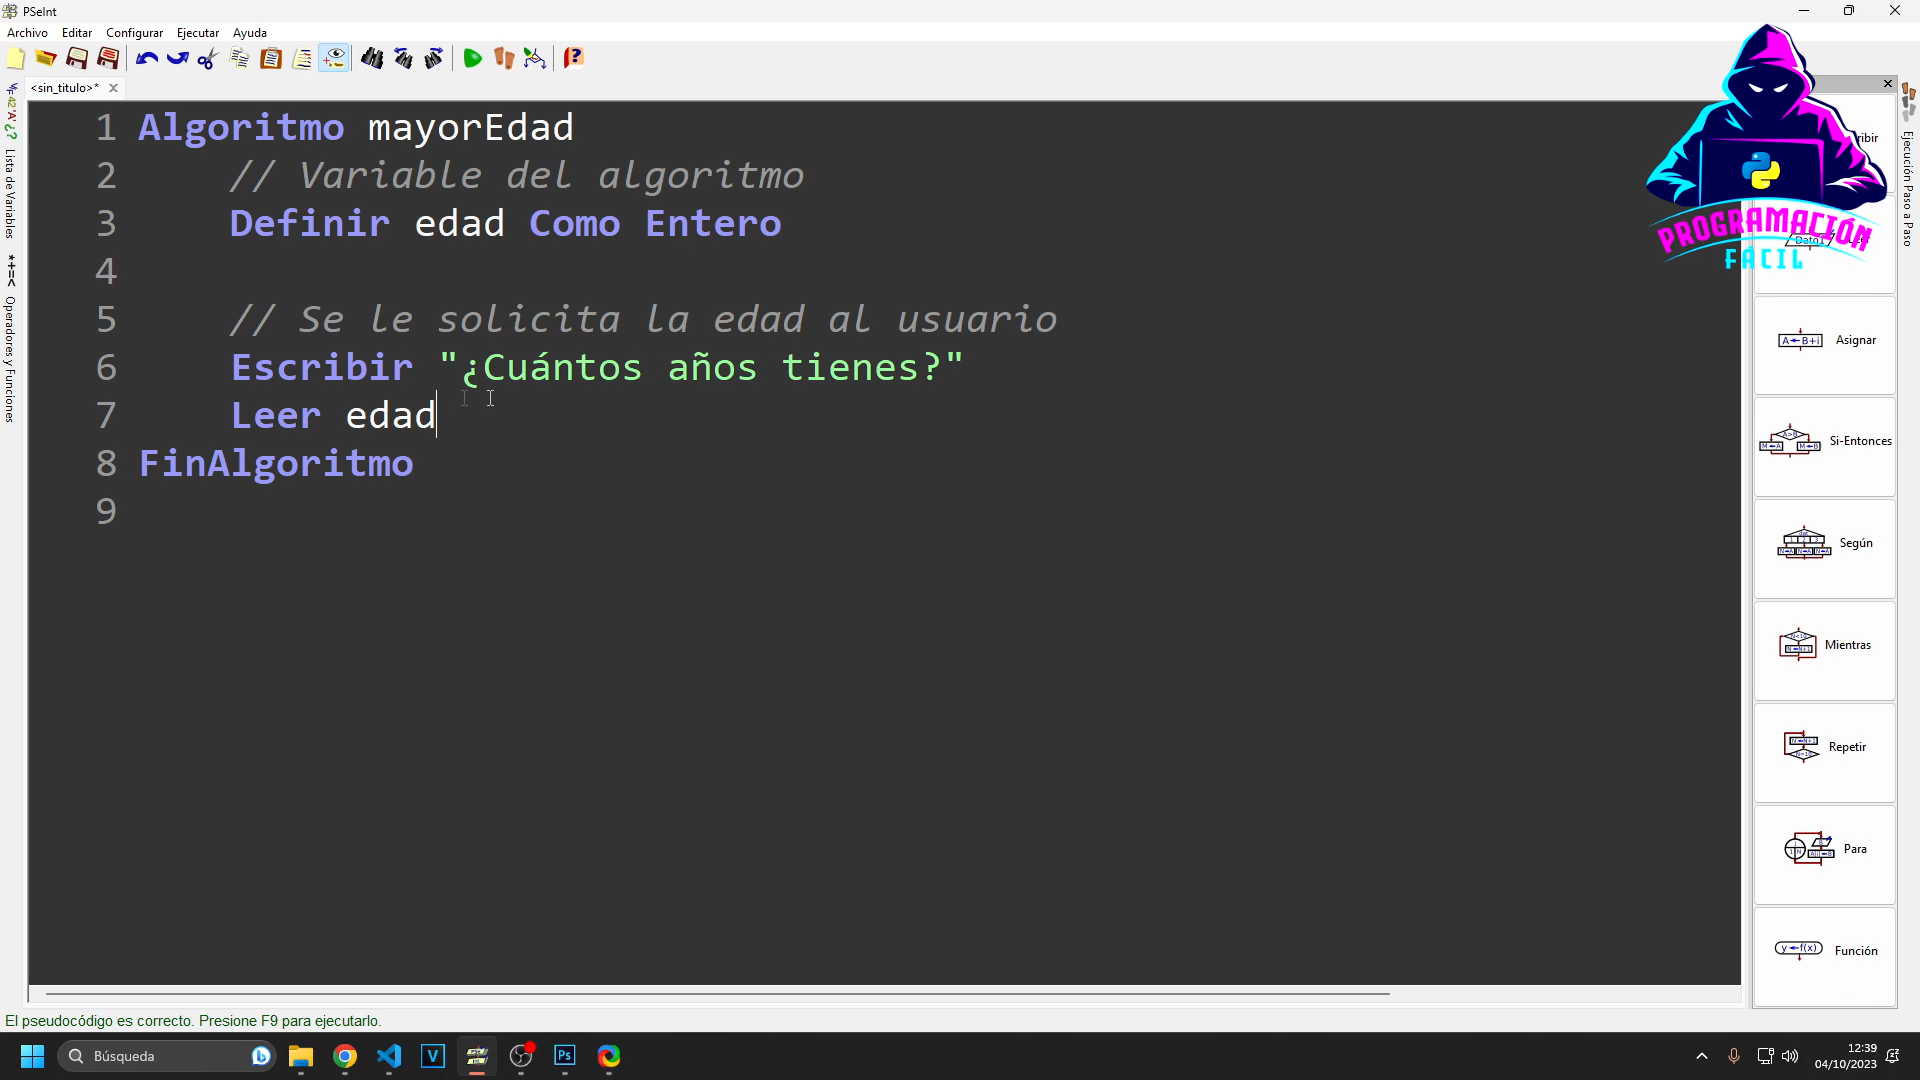 PSeInt
Archivo Editar Configurar Ejecutar Ayuda
<sin_titulo>*
1 Algoritmo mayorEdad
2 // Variable del algoritmo
3 Definir edad Como Entero
4
5 // Se le solicita la edad al usuario
6 Escribir "¿Cuántos años tienes?"
7 Leer edad
8 FinAlgoritmo
9
Lista de Variables
Operadores y Funciones
Ejecución Paso a Paso
PROGRAMACIÓN
FÁCIL
Asignar
Si-Entonces
Según
Mientras
Repetir
Para
Función
El pseudocódigo es correcto. Presione F9 para ejecutarlo.
Búsqueda
12:39
04/10/2023